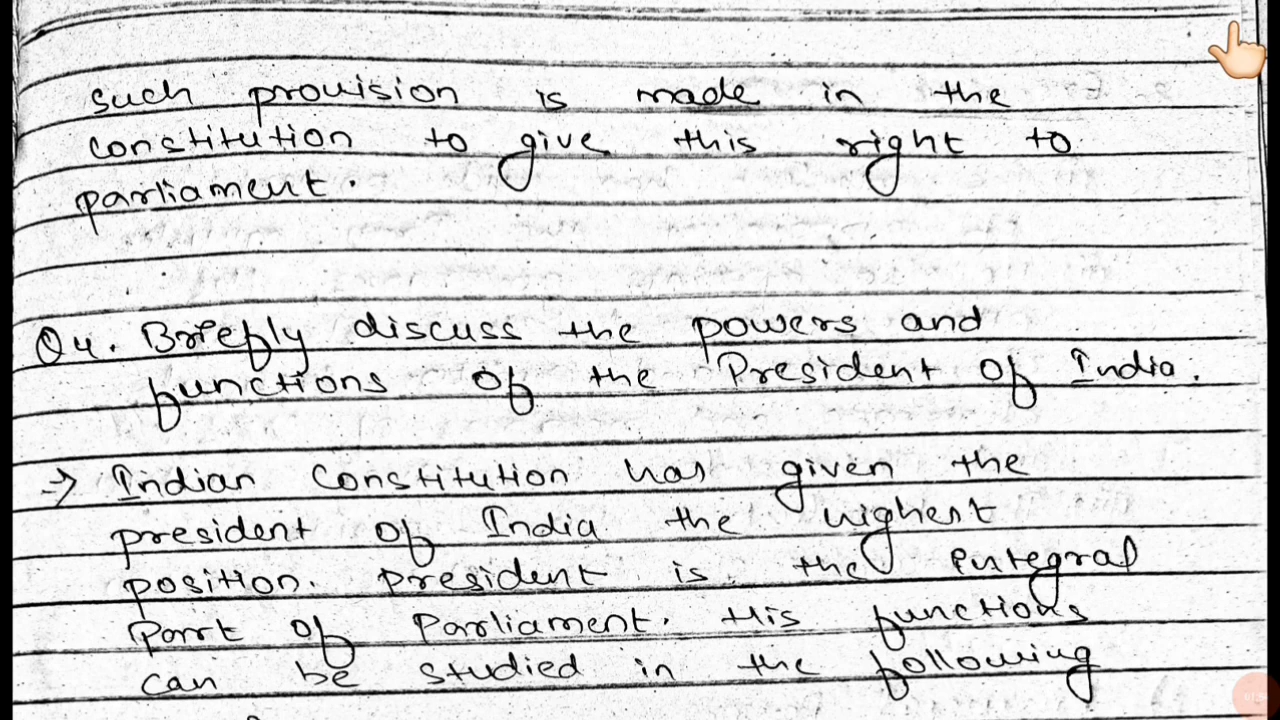 such provision is made in the
constitution to give this right to
parliament.
Q4. Briefly discuss the powers and
functions of the President of India.
→ Indian Constitution has given the
president of India the highest
position. president is the integral
part of Parliament. His functions
can be studied in the following